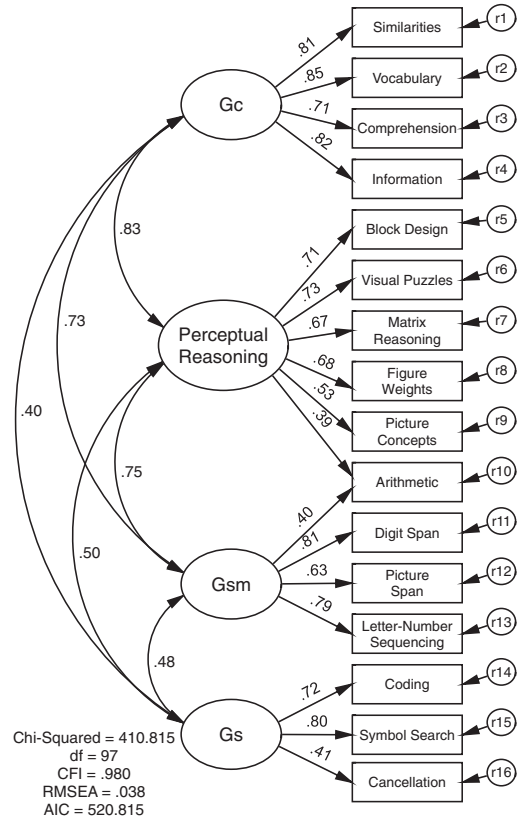 .81
Similarities
r1
.85
Vocabulary
r2
Gc
.71
Comprehension
r3
.82
Information
r4
.83
.71
Block Design
r5
.73
Visual Puzzles
r6
.73
Perceptual
Reasoning
.67
Matrix
Reasoning
r7
.68
Figure
Weights
r8
.40
.53
Picture
Concepts
r9
.39
Arithmetic
r10
.75
.40
.81
Digit Span
r11
.50
Gsm
.63
Picture
Span
r12
.79
Letter-Number
Sequencing
r13
.48
.72
Coding
r14
Gs
.80
Symbol Search
r15
.41
Cancellation
r16
Chi-Squared = 410.815
df = 97
CFI = .980
RMSEA = .038
AIC = 520.815